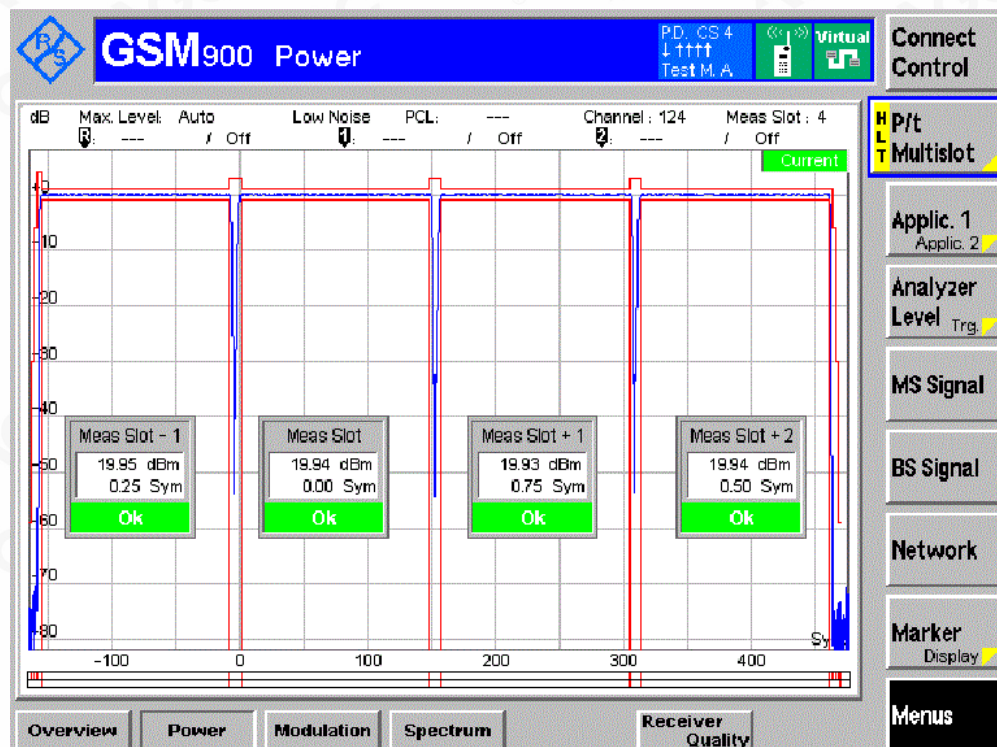 R S
GSM900 Power
P.D. CS 4
↓ ↑↑↑↑
Test M. A
Virtual
Connect
Control
dB Max. Level: Auto Low Noise PCL: --- Channel : 124 Meas Slot : 4
R: --- / Off 1: --- / Off 2: --- / Off
H L T
P/t
Multislot
Current
+0
-10
-20
-30
-40
-50
-60
-70
-80
Applic. 1
Applic. 2
Analyzer
Level Trg.
MS Signal
Meas Slot - 1 Meas Slot Meas Slot + 1 Meas Slot + 2
19.95 dBm 19.94 dBm 19.93 dBm 19.94 dBm
0.25 Sym 0.00 Sym 0.75 Sym 0.50 Sym
Ok Ok Ok Ok
BS Signal
Network
Marker
Display
Sy
-100 0 100 200 300 400
Menus
Overview Power Modulation Spectrum Receiver
Quality